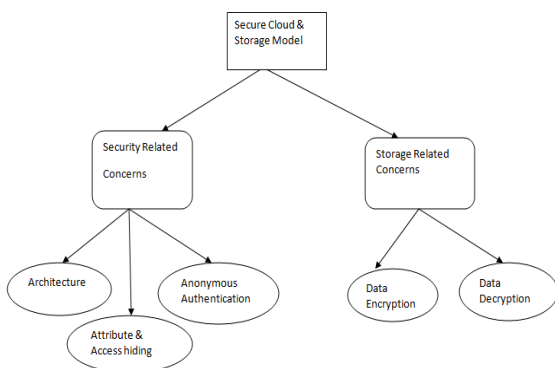 Secure Cloud &
Storage Model
Security Related
Concerns
Storage Related
Concerns
Architecture
Anonymous
Authentication
Attribute &
Access hiding
Data
Encryption
Data
Decryption